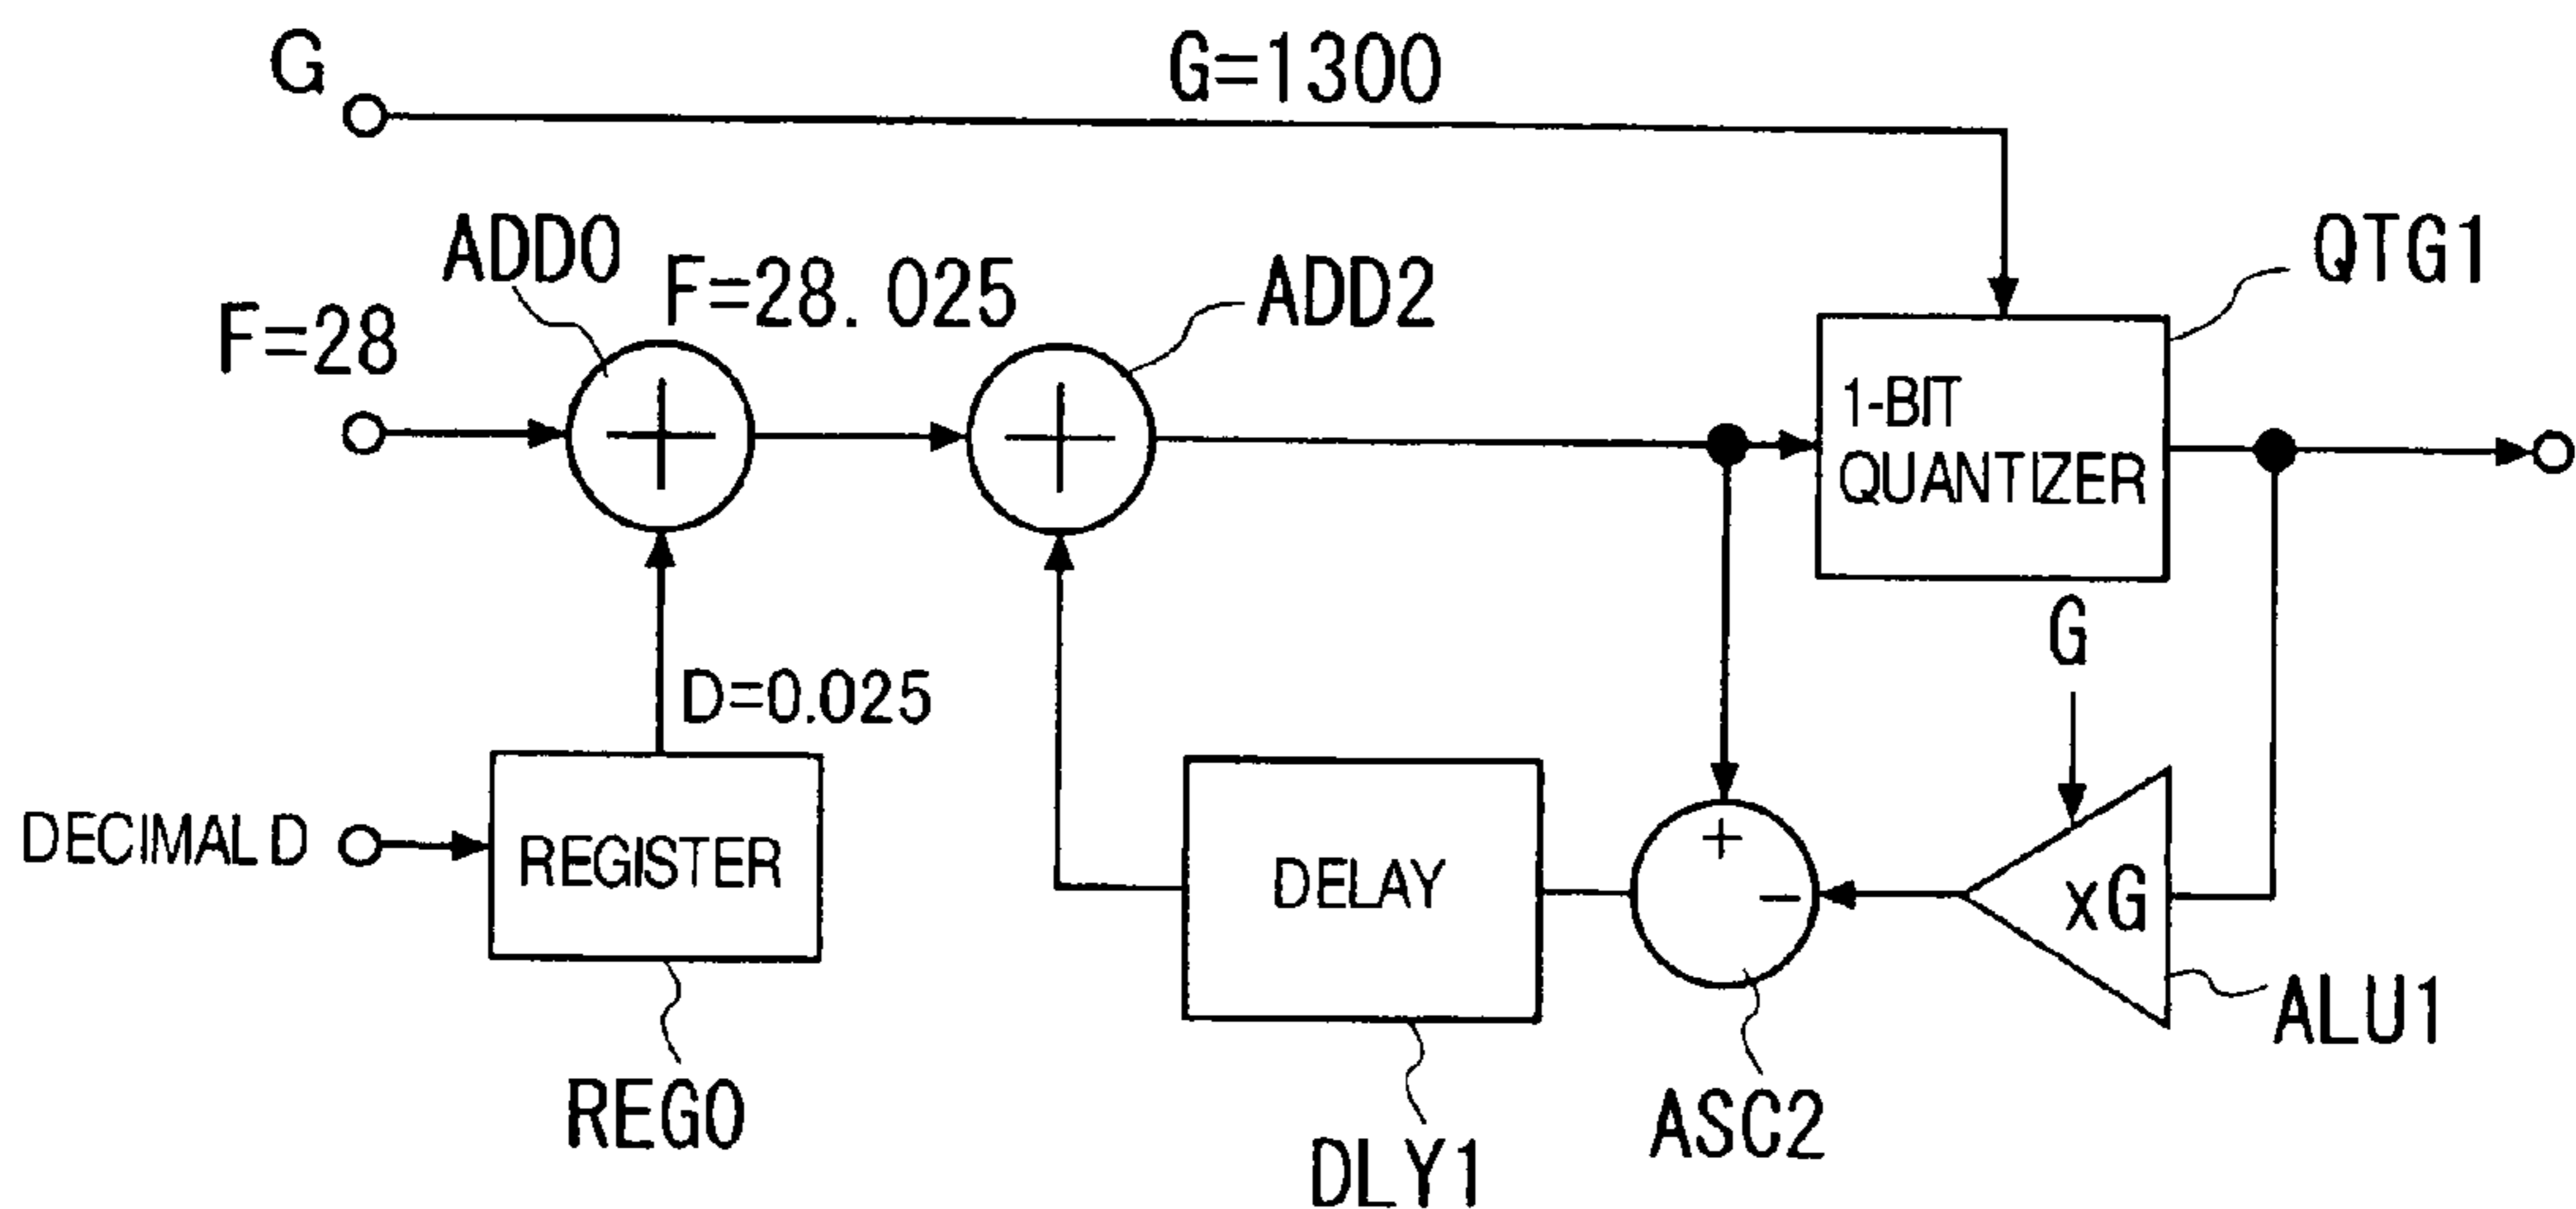 G
G=1300
ADD0
F=28.025
ADD2
QTG1
F=28
1-BIT
QUANTIZER
G
D=0.025
DECIMAL D
REGISTER
DELAY
+
−
xG
REG0
DLY1
ASC2
ALU1